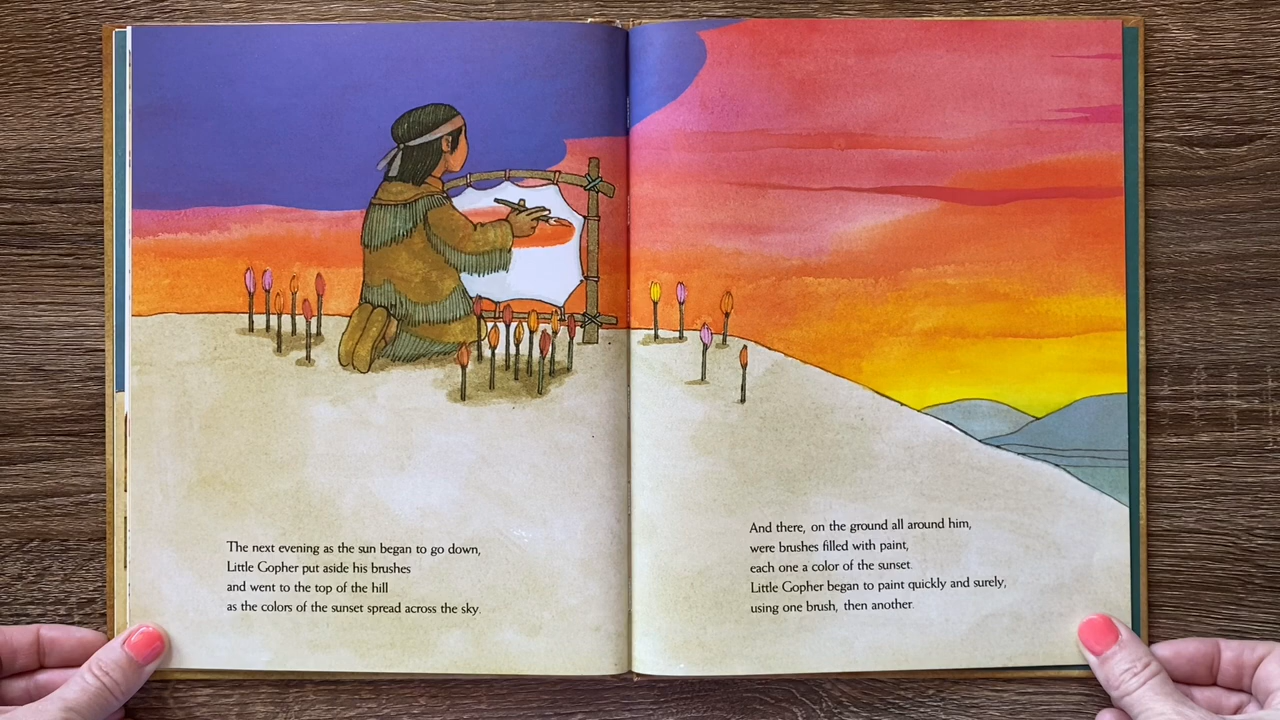 The next evening as the sun began to go down,
Little Gopher put aside his brushes
and went to the top of the hill
as the colors of the sunset spread across the sky.
And there, on the ground all around him,
were brushes filled with paint,
each one a color of the sunset.
Little Gopher began to paint quickly and surely,
using one brush, then another.